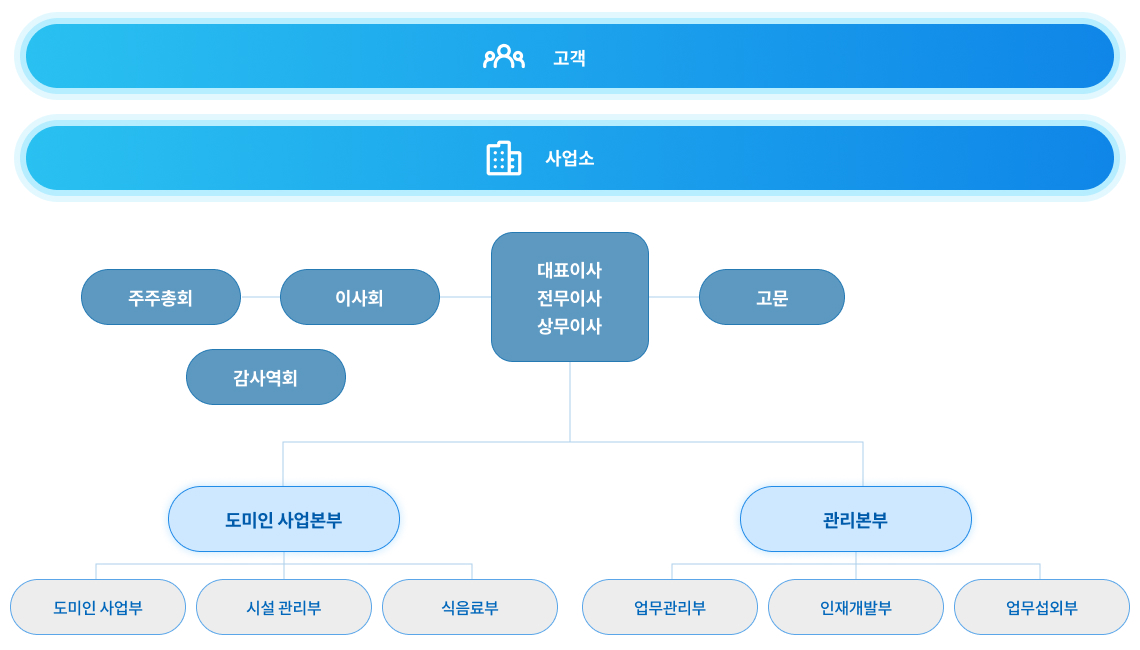 고객
사업소
대표이사
전무이사
상무이사
주주총회
이사회
고문
감사역회
도미인 사업본부
관리본부
도미인 사업부
시설 관리부
식음료부
업무관리부
인재개발부
업무섭외부